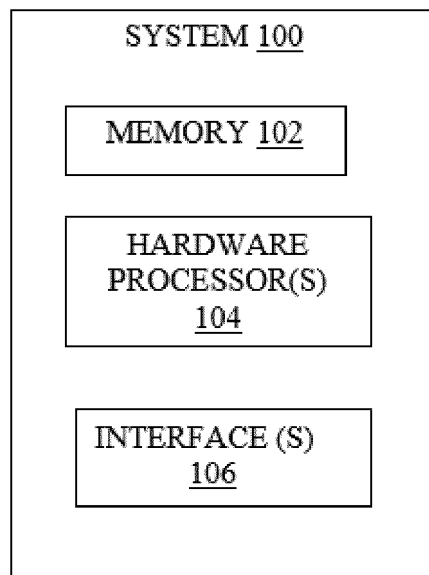 SYSTEM 100
MEMORY 102
HARDWARE
PROCESSOR(S)
104
INTERFACE (S)
106